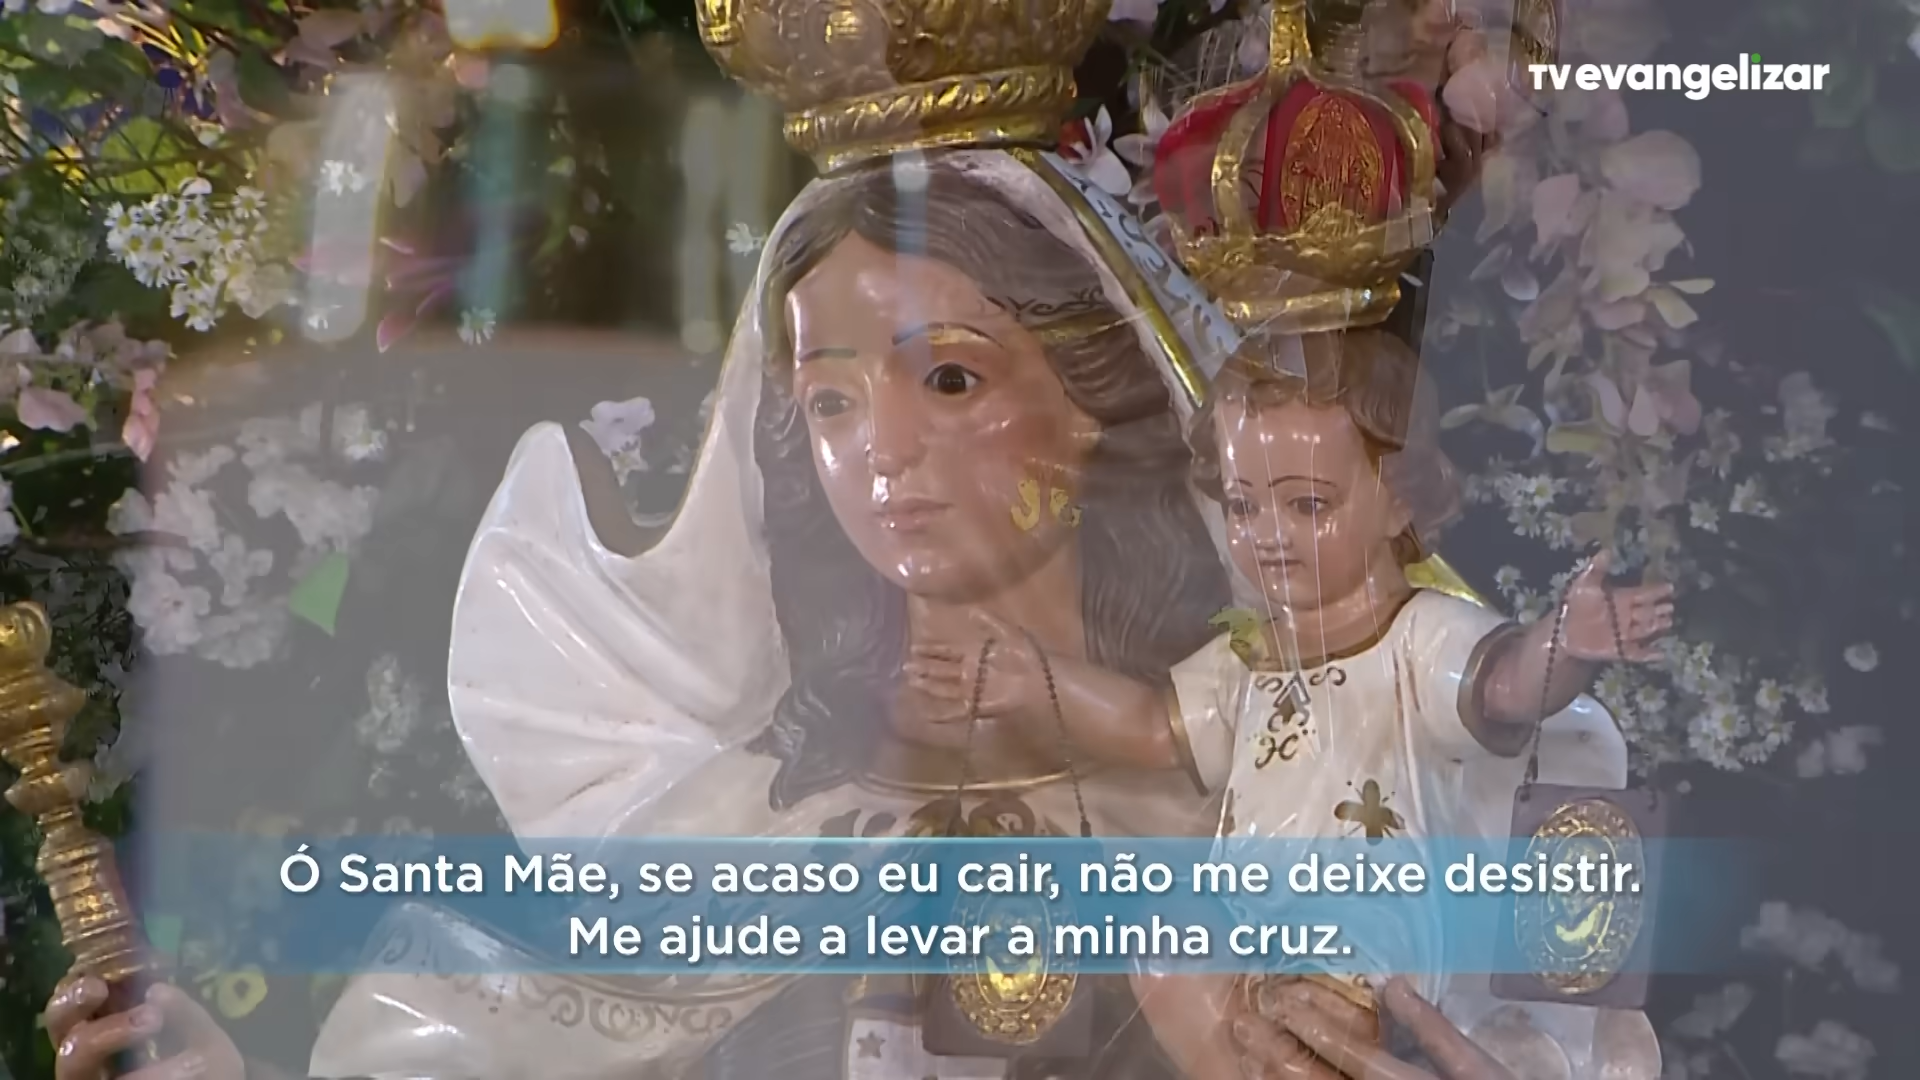 TVevangelizar
Ó Santa Mãe, se acaso eu cair, não me deixe desistir.
Me ajude a levar a minha cruz.